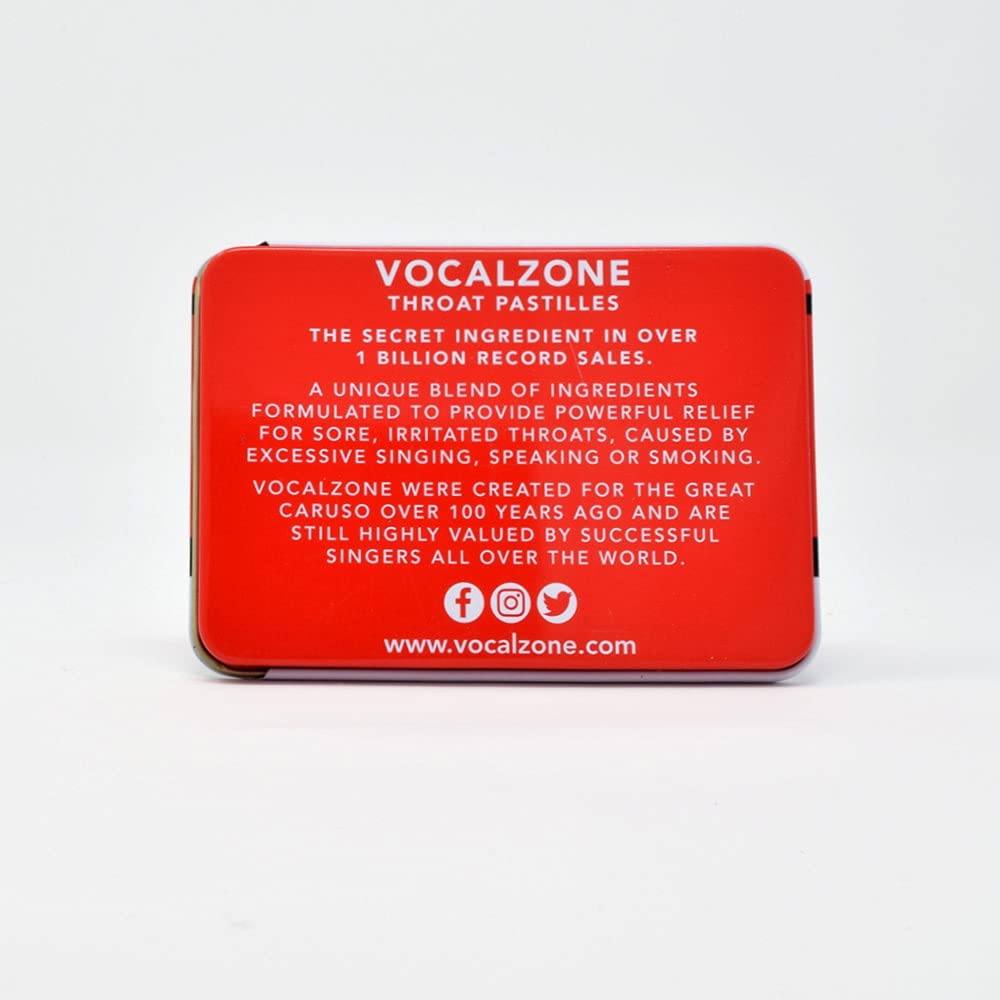 VOCALZONE
THROAT PASTILLES
THE SECRET INGREDIENT IN OVER
1 BILLION RECORD SALES.
A UNIQUE BLEND OF INGREDIENTS
FORMULATED TO PROVIDE POWERFUL RELIEF
FOR SORE, IRRITATED THROATS, CAUSED BY
EXCESSIVE SINGING, SPEAKING OR SMOKING.
VOCALZONE WERE CREATED FOR THE GREAT
CARUSO OVER 100 YEARS AGO AND ARE
STILL HIGHLY VALUED BY SUCCESSFUL
SINGERS ALL OVER THE WORLD.
www.vocalzone.com